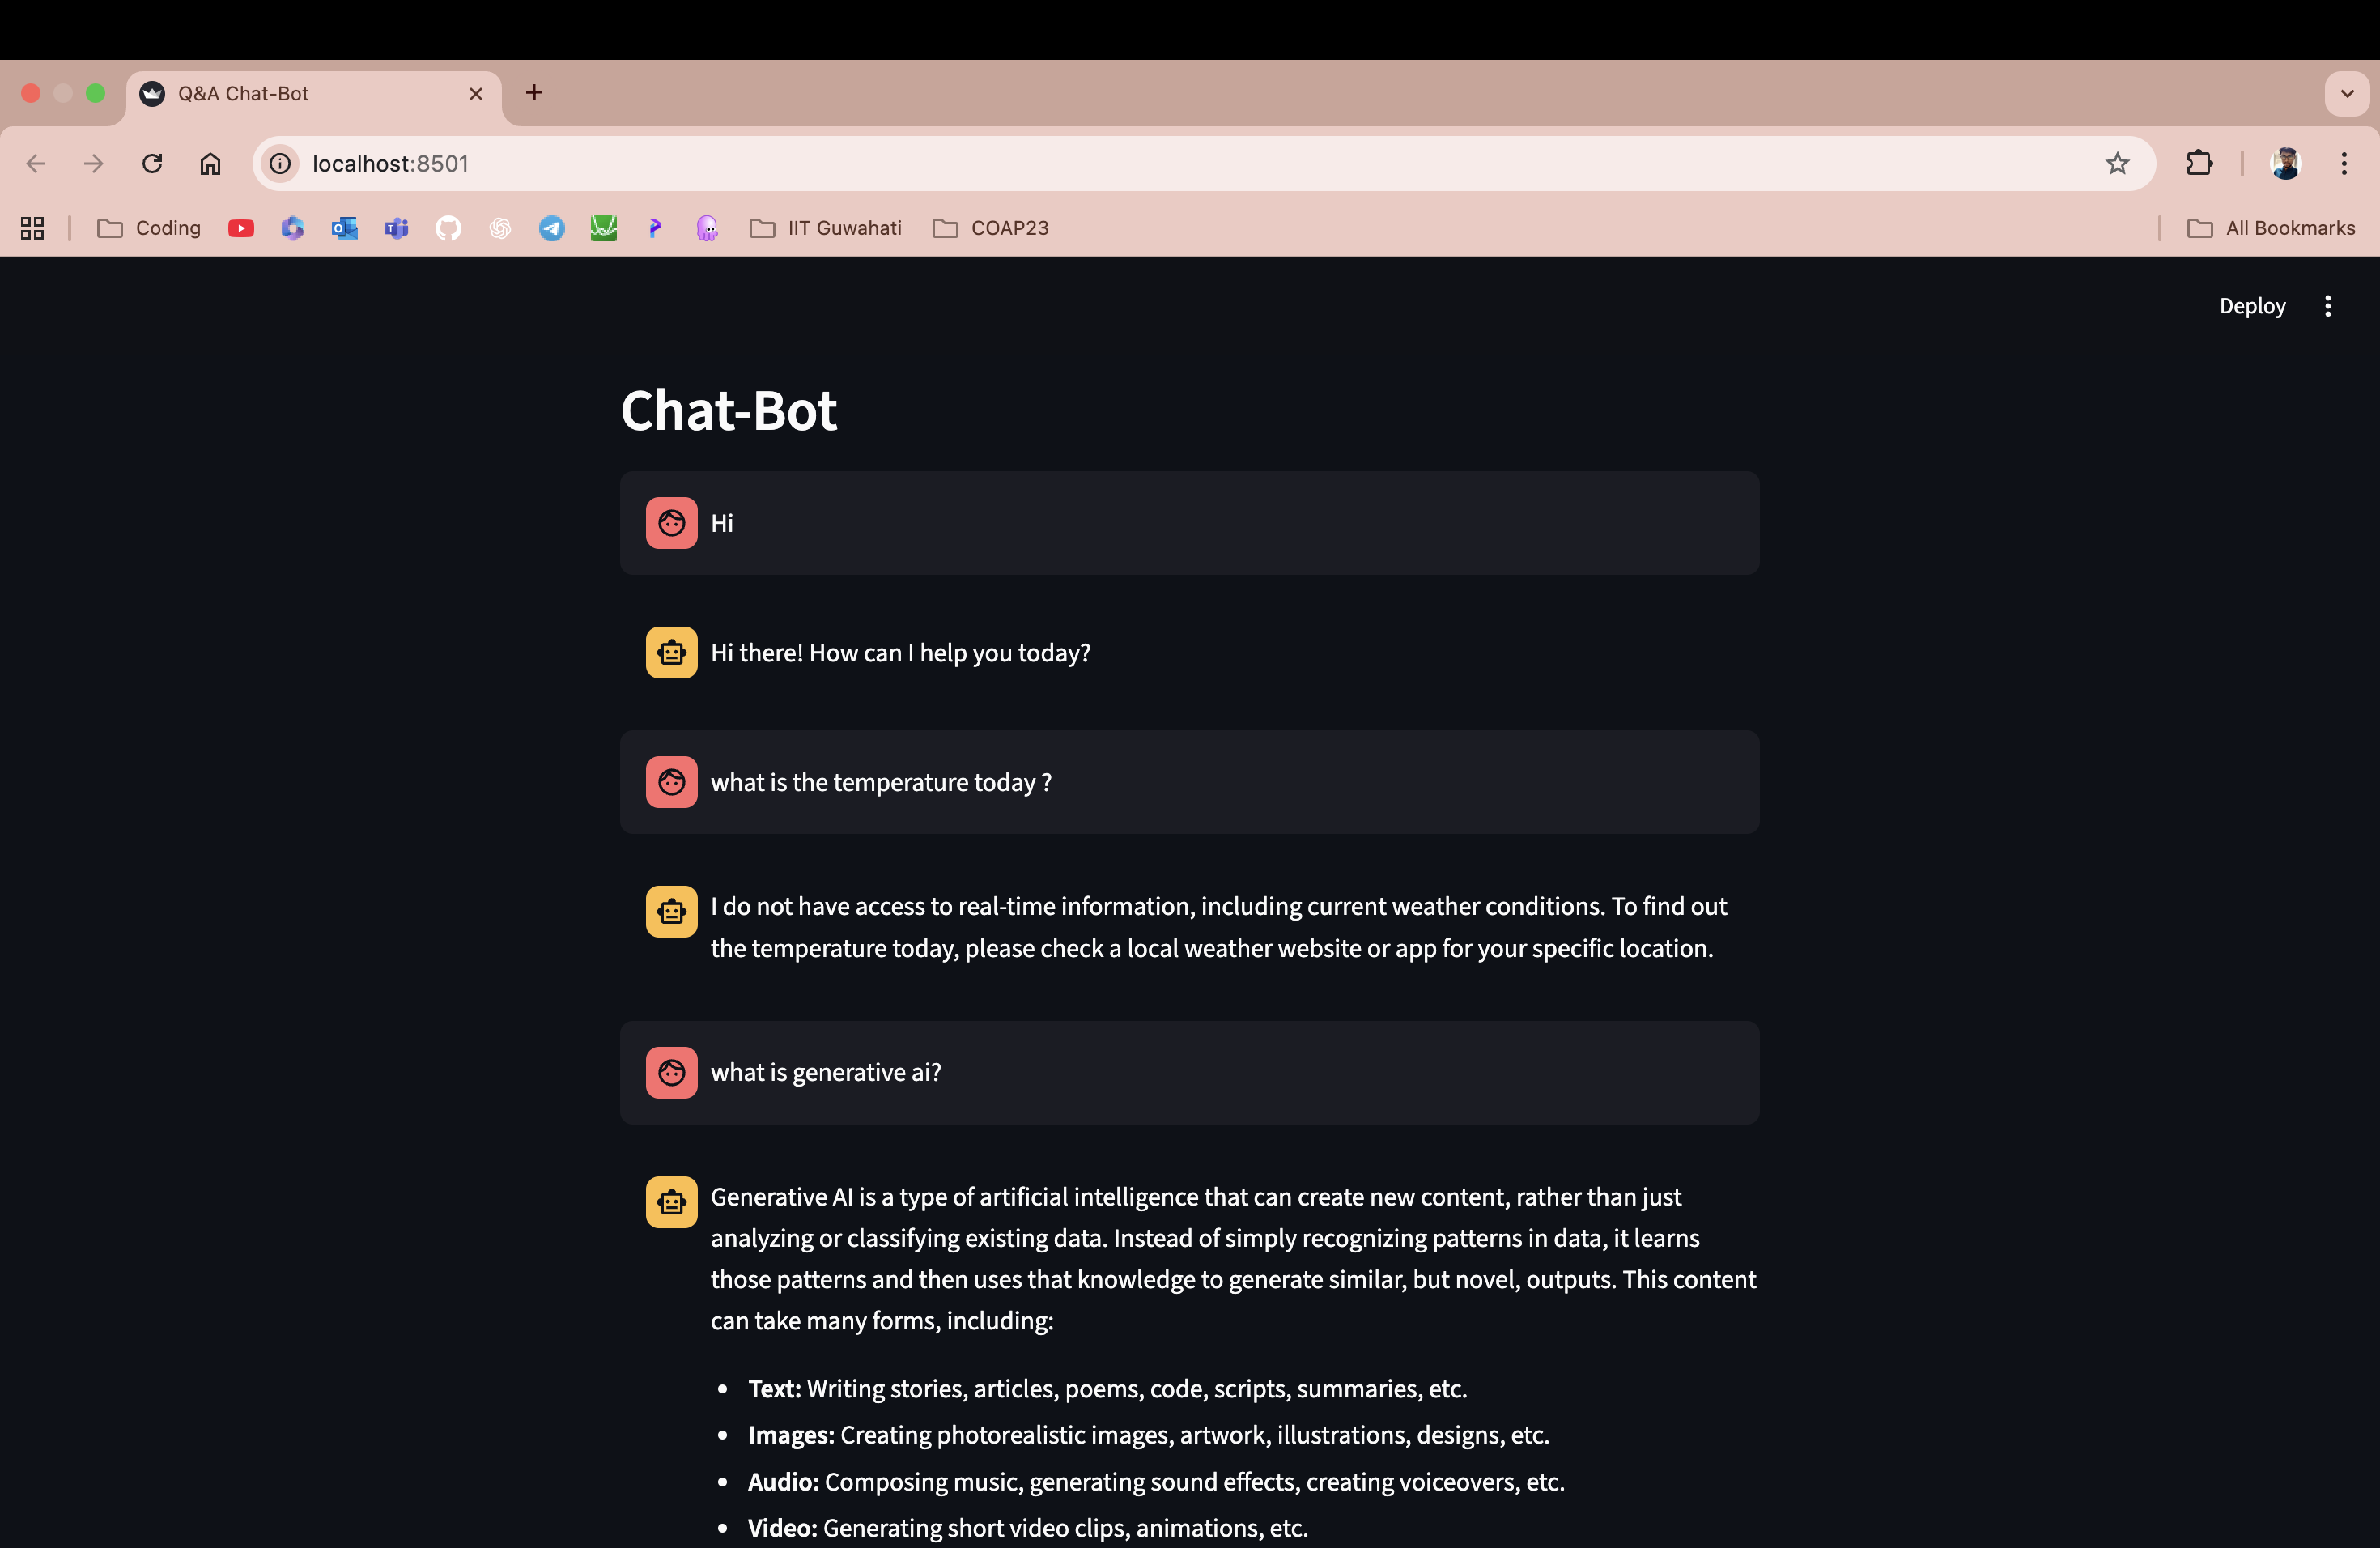 Q&A Chat-Bot
localhost:8501
Coding
IIT Guwahati
COAP23
All Bookmarks
Deploy
Chat-Bot
Hi
Hi there! How can I help you today?
what is the temperature today ?
I do not have access to real-time information, including current weather conditions. To find out
the temperature today, please check a local weather website or app for your specific location.
what is generative ai?
Generative AI is a type of artificial intelligence that can create new content, rather than just
analyzing or classifying existing data. Instead of simply recognizing patterns in data, it learns
those patterns and then uses that knowledge to generate similar, but novel, outputs. This content
can take many forms, including:
• Text: Writing stories, articles, poems, code, scripts, summaries, etc.
• Images: Creating photorealistic images, artwork, illustrations, designs, etc.
• Audio: Composing music, generating sound effects, creating voiceovers, etc.
• Video: Generating short video clips, animations, etc.